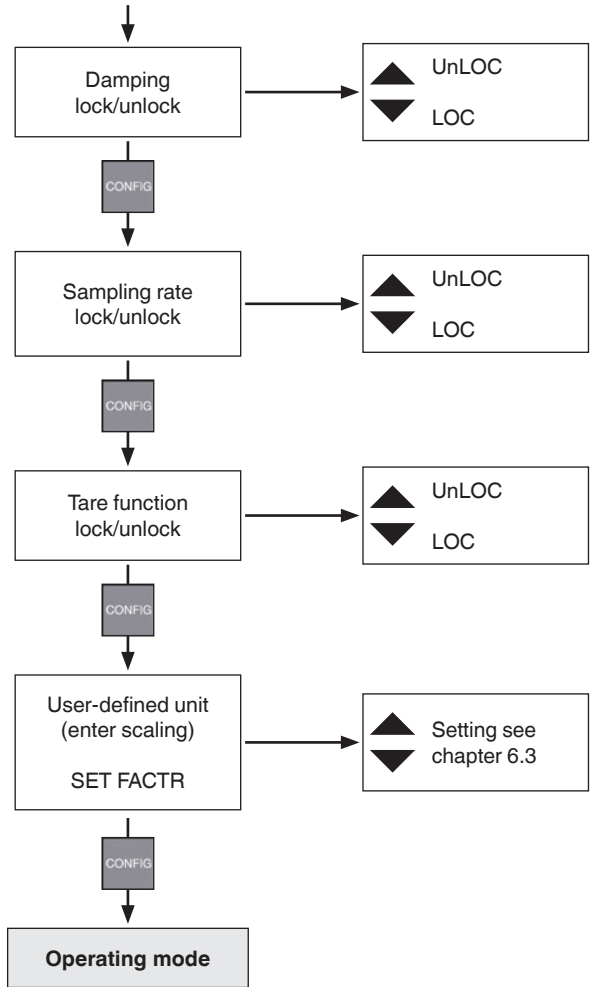 Damping
lock/unlock
UnLOC
LOC
CONFIG
Sampling rate
lock/unlock
UnLOC
LOC
CONFIG
Tare function
lock/unlock
UnLOC
LOC
CONFIG
User-defined unit
(enter scaling)
SET FACTR
Setting see
chapter 6.3
CONFIG
Operating mode